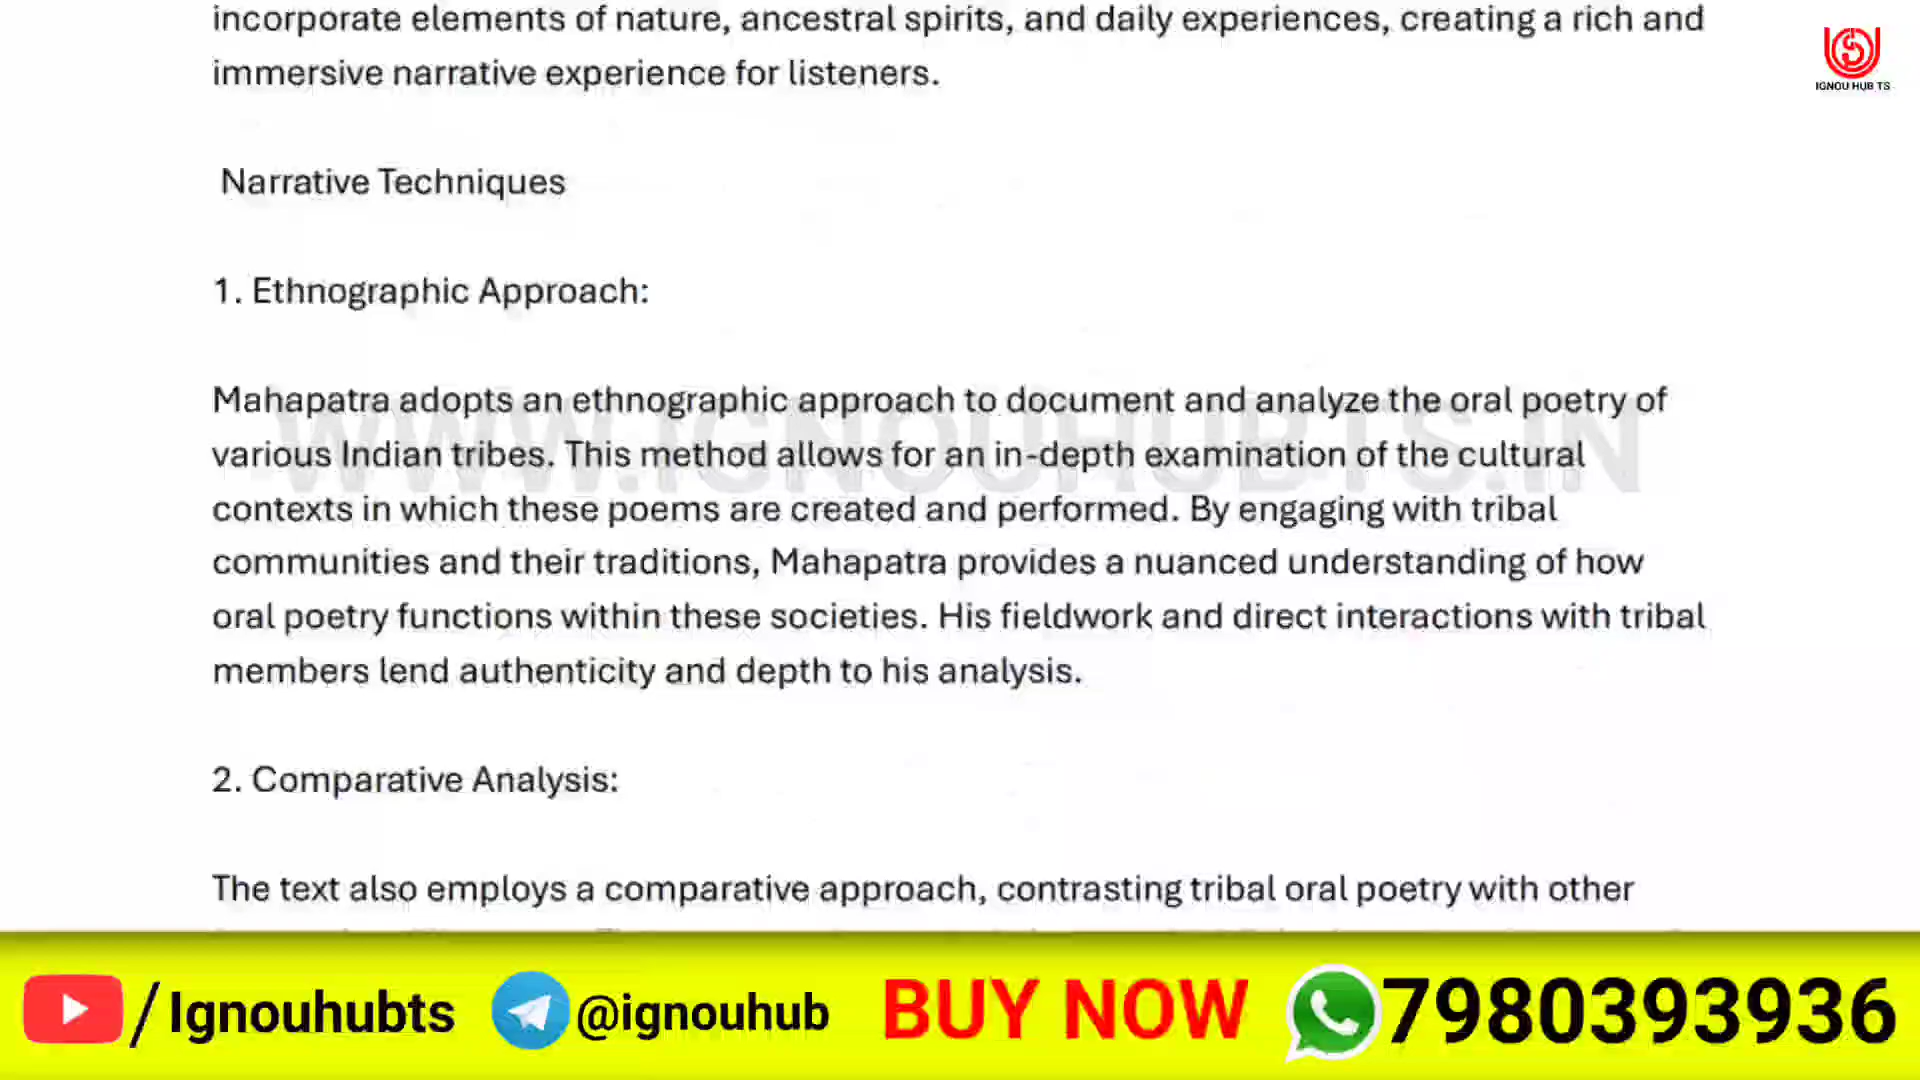 incorporate elements of nature, ancestral spirits, and daily experiences, creating a rich and
immersive narrative experience for listeners.
IGNOU HUB TS
Narrative Techniques
1. Ethnographic Approach:
Mahapatra adopts an ethnographic approach to document and analyze the oral poetry of
various Indian tribes. This method allows for an in-depth examination of the cultural
contexts in which these poems are created and performed. By engaging with tribal
communities and their traditions, Mahapatra provides a nuanced understanding of how
oral poetry functions within these societies. His fieldwork and direct interactions with tribal
members lend authenticity and depth to his analysis.
WWW.IGNOUHUBTS.IN
2. Comparative Analysis:
The text also employs a comparative approach, contrasting tribal oral poetry with other
/Ignouhubts @ignouhub BUY NOW 7980393936